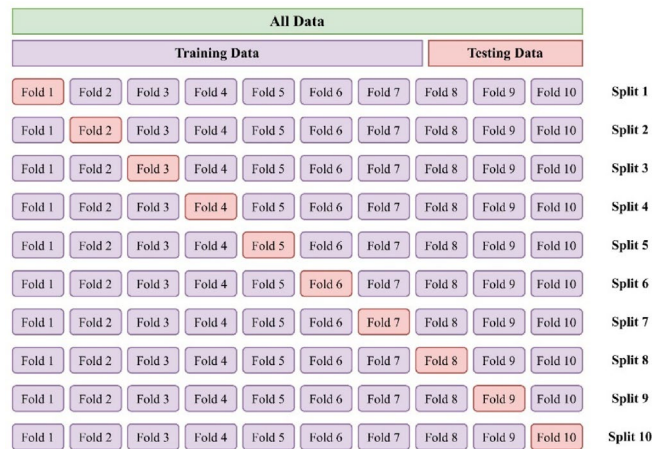 All Data
Training Data Testing Data
Fold 1 Fold 2 Fold 3 Fold 4 Fold 5 Fold 6 Fold 7 Fold 8 Fold 9 Fold 10 Split 1
Fold 1 Fold 2 Fold 3 Fold 4 Fold 5 Fold 6 Fold 7 Fold 8 Fold 9 Fold 10 Split 2
Fold 1 Fold 2 Fold 3 Fold 4 Fold 5 Fold 6 Fold 7 Fold 8 Fold 9 Fold 10 Split 3
Fold 1 Fold 2 Fold 3 Fold 4 Fold 5 Fold 6 Fold 7 Fold 8 Fold 9 Fold 10 Split 4
Fold 1 Fold 2 Fold 3 Fold 4 Fold 5 Fold 6 Fold 7 Fold 8 Fold 9 Fold 10 Split 5
Fold 1 Fold 2 Fold 3 Fold 4 Fold 5 Fold 6 Fold 7 Fold 8 Fold 9 Fold 10 Split 6
Fold 1 Fold 2 Fold 3 Fold 4 Fold 5 Fold 6 Fold 7 Fold 8 Fold 9 Fold 10 Split 7
Fold 1 Fold 2 Fold 3 Fold 4 Fold 5 Fold 6 Fold 7 Fold 8 Fold 9 Fold 10 Split 8
Fold 1 Fold 2 Fold 3 Fold 4 Fold 5 Fold 6 Fold 7 Fold 8 Fold 9 Fold 10 Split 9
Fold 1 Fold 2 Fold 3 Fold 4 Fold 5 Fold 6 Fold 7 Fold 8 Fold 9 Fold 10 Split 10